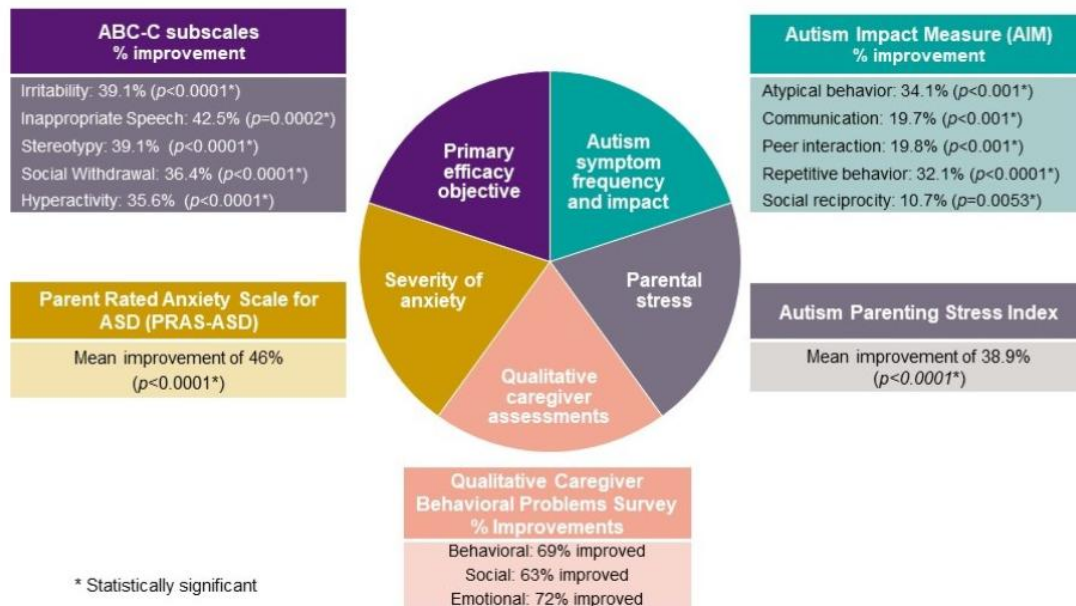 ABC-C subscales
% improvement
Irritability: 39.1% (p<0.0001*)
Inappropriate Speech: 42.5% (p=0.0002*)
Stereotypy: 39.1% (p<0.0001*)
Social Withdrawal: 36.4% (p<0.0001*)
Hyperactivity: 35.6% (p<0.0001*)
Autism Impact Measure (AIM)
% improvement
Atypical behavior: 34.1% (p<0.001*)
Communication: 19.7% (p<0.001*)
Peer interaction: 19.8% (p<0.001*)
Repetitive behavior: 32.1% (p<0.0001*)
Social reciprocity: 10.7% (p=0.0053*)
Primary
efficacy
objective
Autism
symptom
frequency
and impact
Severity of
anxiety
Parental
stress
Qualitative
caregiver
assessments
Parent Rated Anxiety Scale for
ASD (PRAS-ASD)
Mean improvement of 46%
(p<0.0001*)
Autism Parenting Stress Index
Mean improvement of 38.9%
(p<0.0001*)
Qualitative Caregiver
Behavioral Problems Survey
% Improvements
Behavioral: 69% improved
Social: 63% improved
Emotional: 72% improved
* Statistically significant